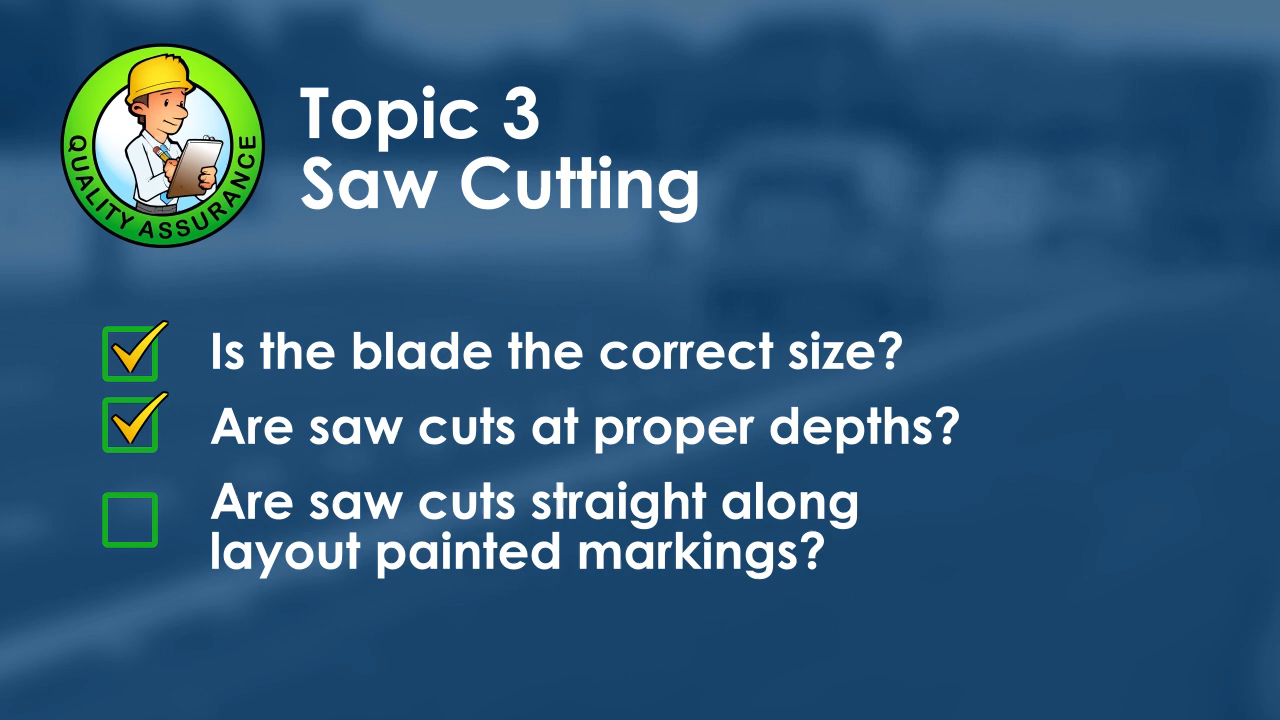 QUALITY ASSURANCE
Topic 3
Saw Cutting
Is the blade the correct size?
Are saw cuts at proper depths?
Are saw cuts straight along
layout painted markings?